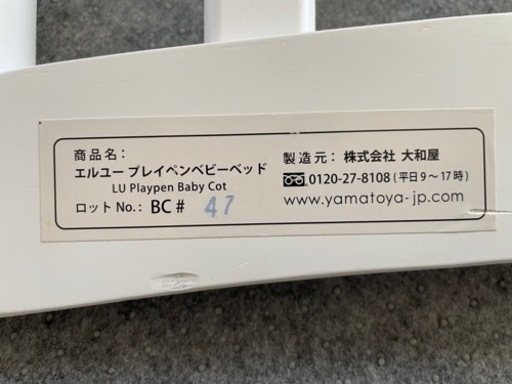 商品名：
エルユー プレイペンベビーベッド
LU Playpen Baby Cot
ロット No.： BC # 47
製造元： 株式会社 大和屋
0120-27-8108 (平日9～17時)
www.yamatoya-jp.com